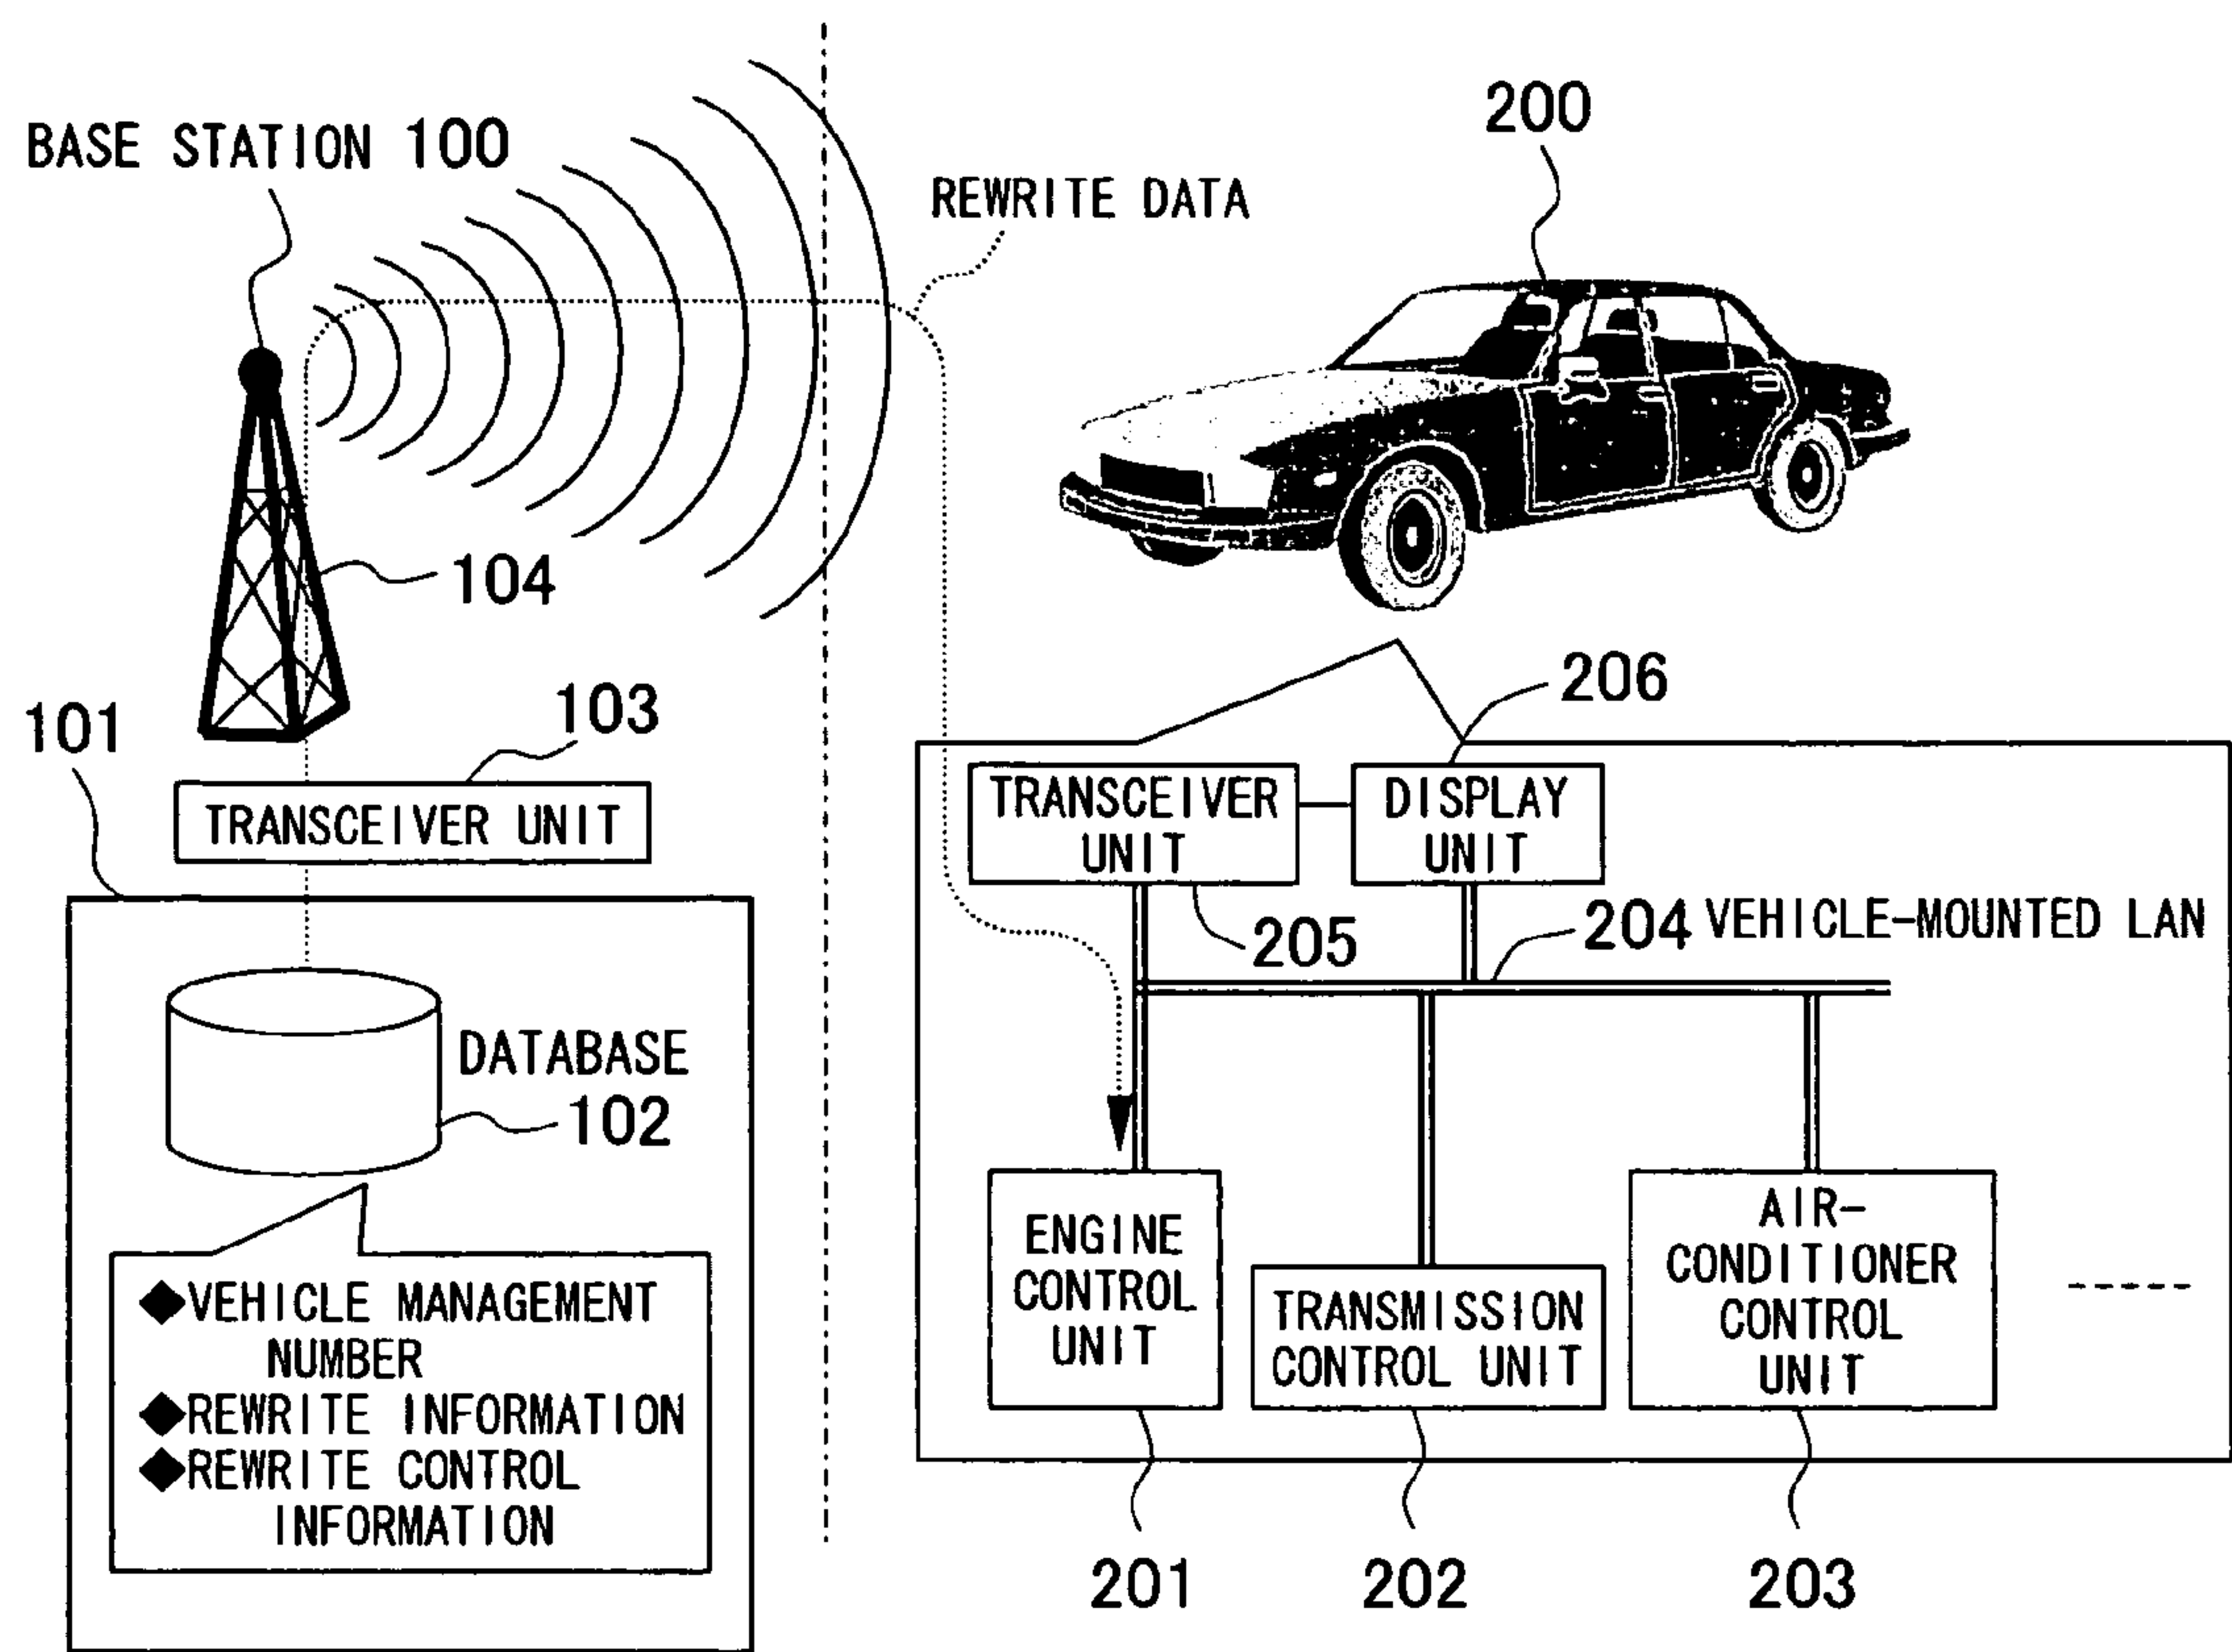 BASE STATION 100
200
REWRITE DATA
104
206
103
101
TRANSCEIVER UNIT
TRANSCEIVER
UNIT
DISPLAY
UNIT
205
204 VEHICLE-MOUNTED LAN
DATABASE
102
◆VEHICLE MANAGEMENT
NUMBER
◆REWRITE INFORMATION
◆REWRITE CONTROL
INFORMATION
ENGINE
CONTROL
UNIT
TRANSMISSION
CONTROL UNIT
AIR-
CONDITIONER
CONTROL
UNIT
201
202
203